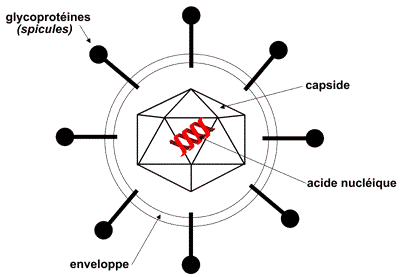 glycoprotéines
(spicules)
capside
acide nucléique
enveloppe